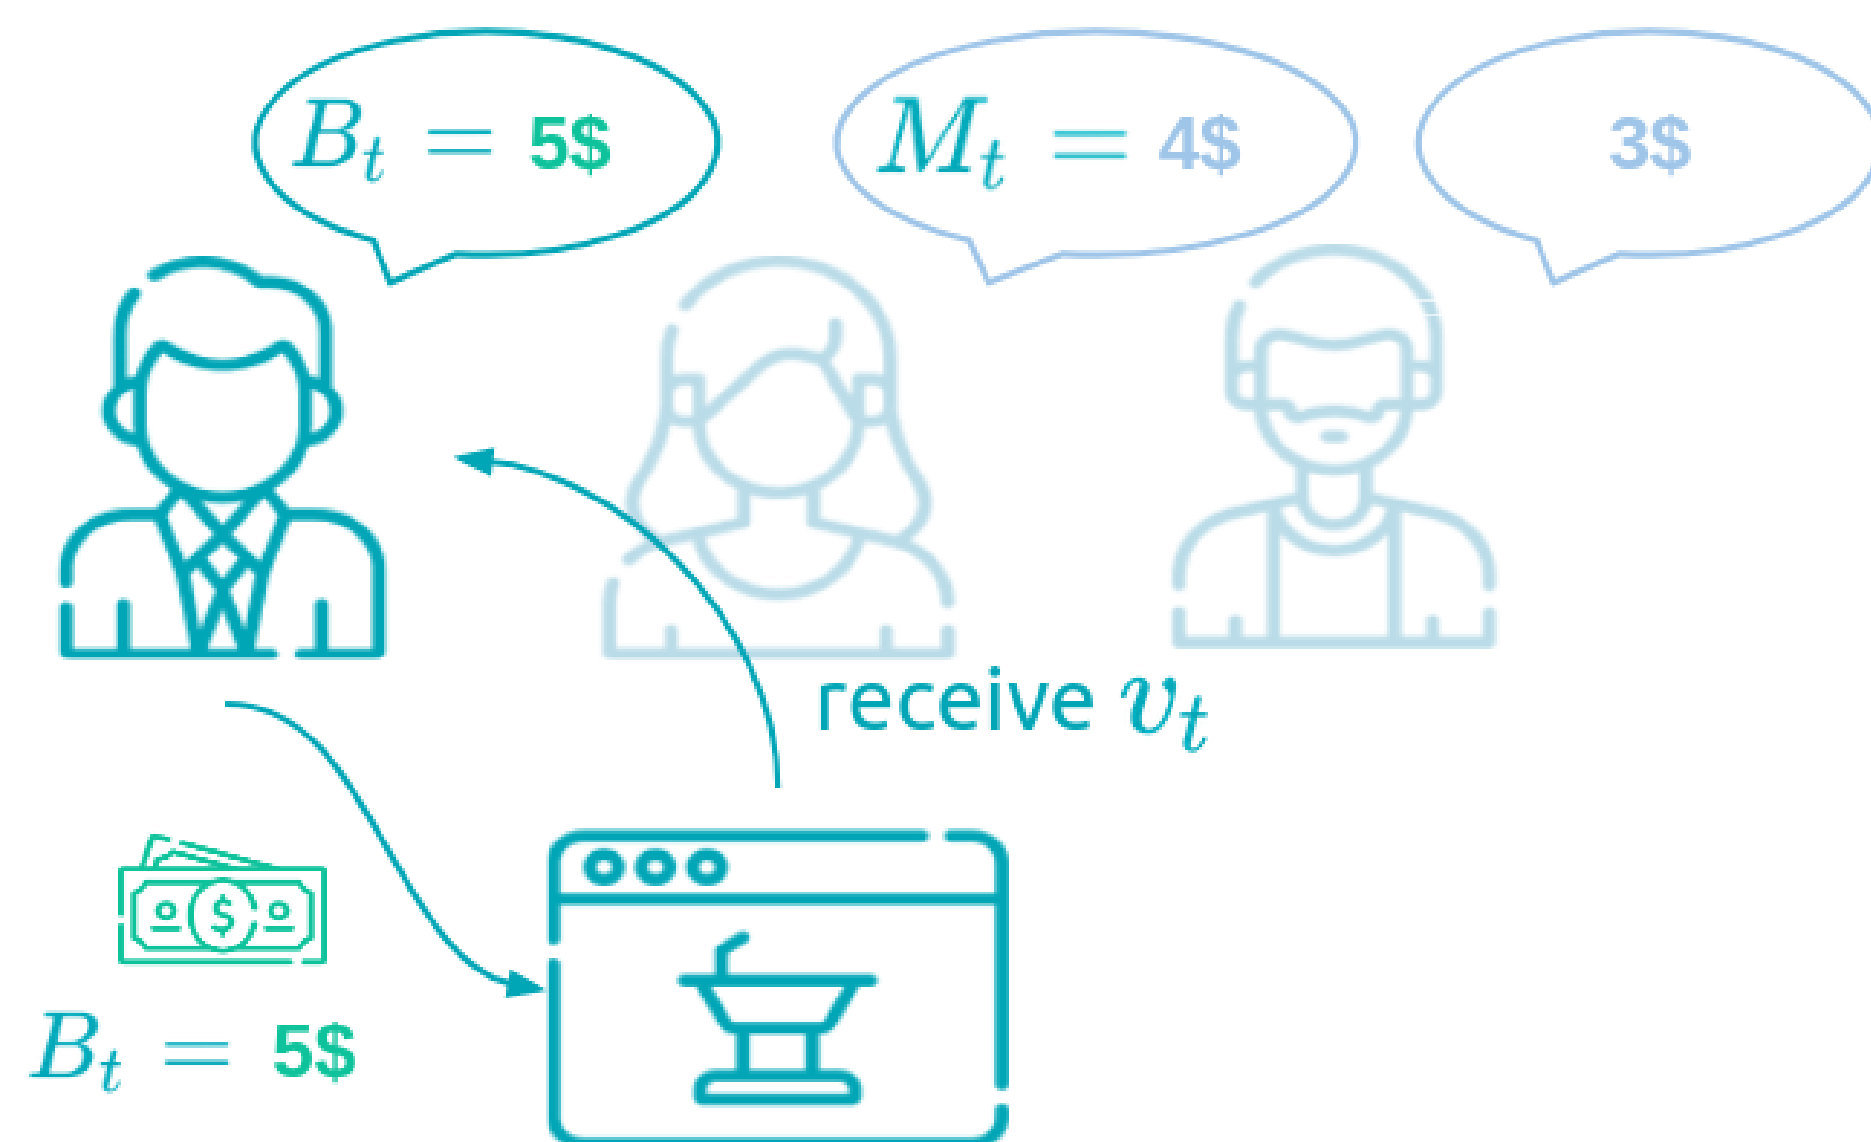 B_t = 5$
M_t = 4$
3$
receive v_t
$
B_t = 5$